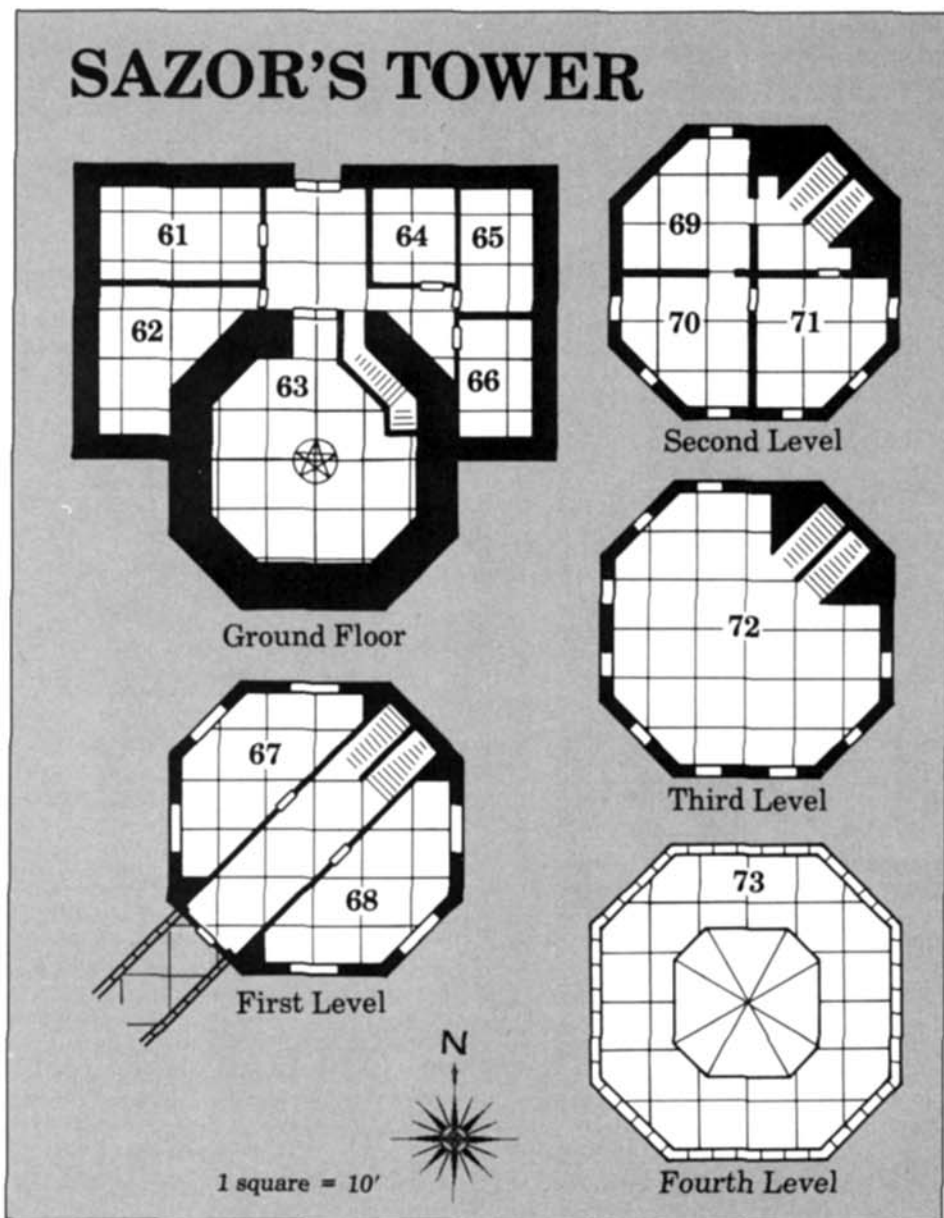 SAZOR'S TOWER
61
62
63
64
65
66
Ground Floor
67
68
First Level
69
70
71
Second Level
72
Third Level
73
Fourth Level
N
1 square = 10'